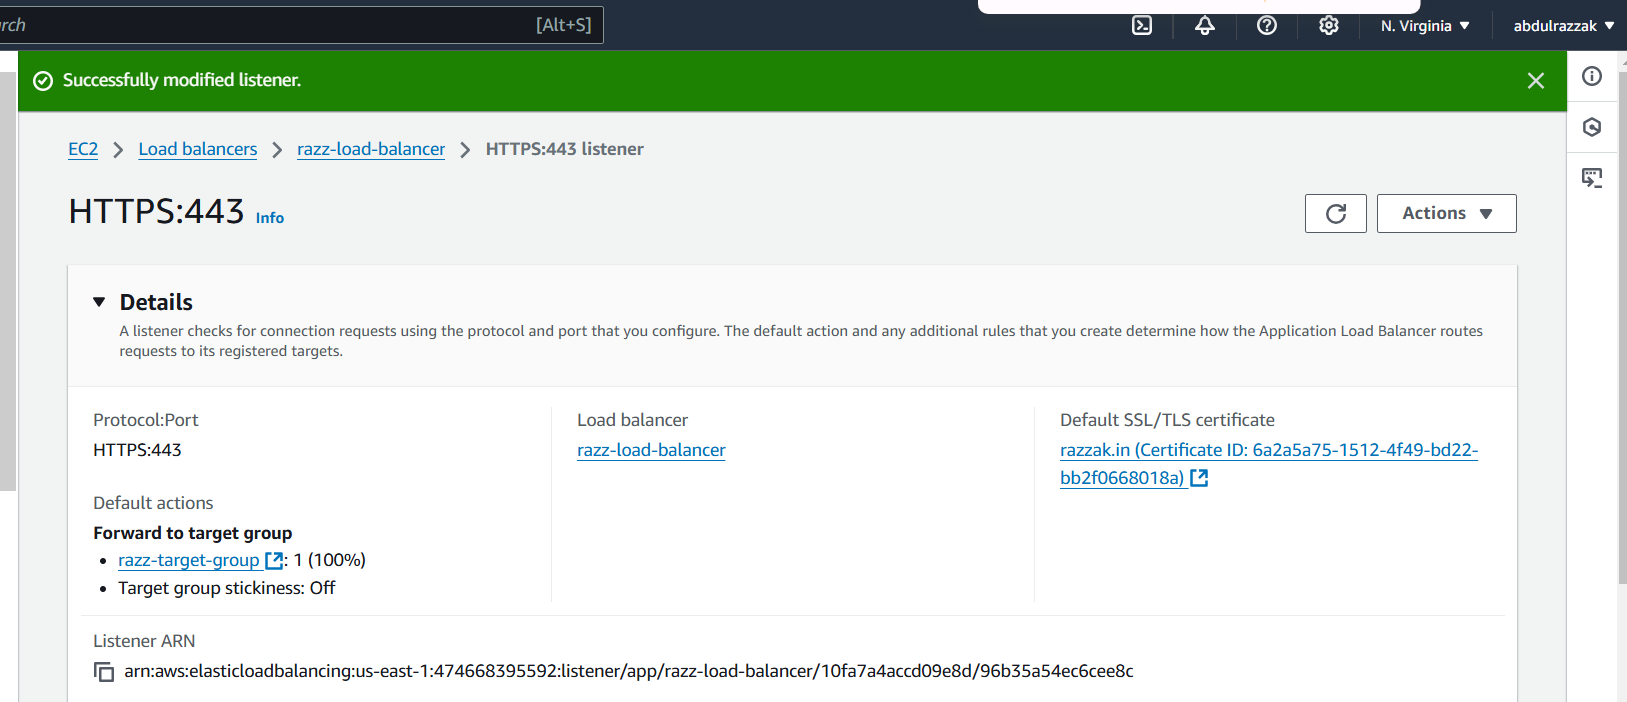 rch [Alt+S] N. Virginia abdulrazzak
Successfully modified listener.
EC2 Load balancers razz-load-balancer HTTPS:443 listener
HTTPS:443 Info
Actions
Details
A listener checks for connection requests using the protocol and port that you configure. The default action and any additional rules that you create determine how the Application Load Balancer routes
requests to its registered targets.
Protocol:Port
HTTPS:443
Default actions
Forward to target group
razz-target-group : 1 (100%)
Target group stickiness: Off
Load balancer
razz-load-balancer
Default SSL/TLS certificate
razzak.in (Certificate ID: 6a2a5a75-1512-4f49-bd22-
bb2f0668018a)
Listener ARN
arn:aws:elasticloadbalancing:us-east-1:474668395592:listener/app/razz-load-balancer/10fa7a4accd09e8d/96b35a54ec6cee8c